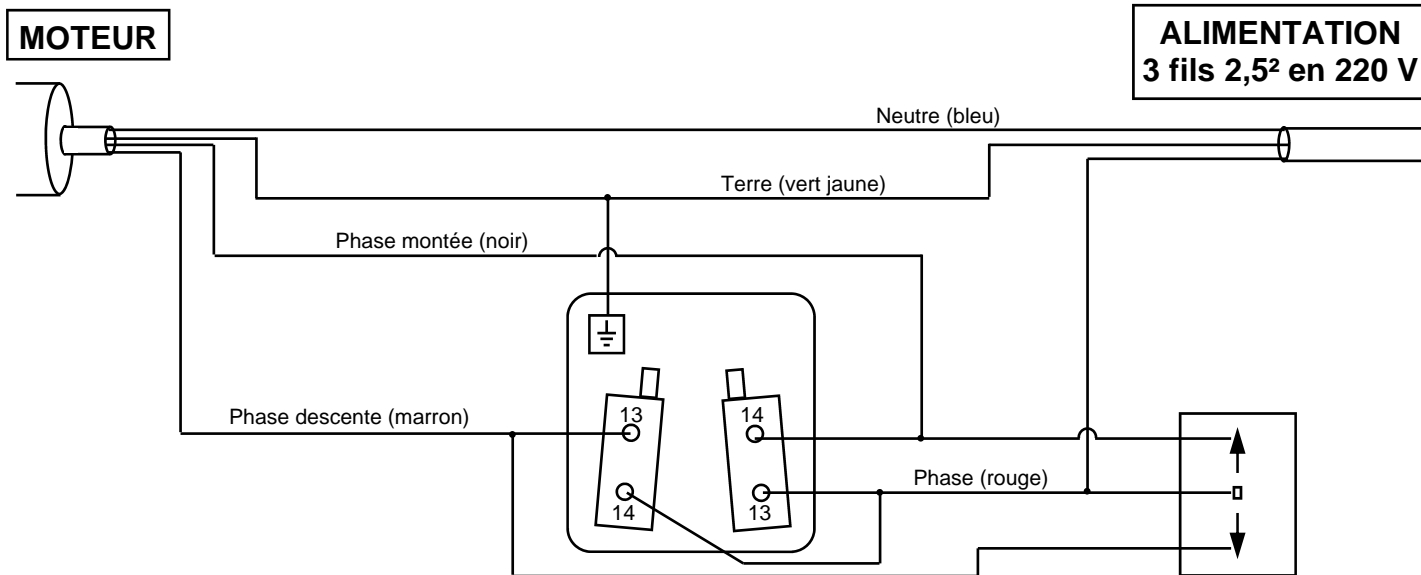 MOTEUR
ALIMENTATION
3 fils 2,5² en 220 V
Neutre (bleu)
Terre (vert jaune)
Phase montée (noir)
Phase descente (marron)
13
14
Phase (rouge)
14
13